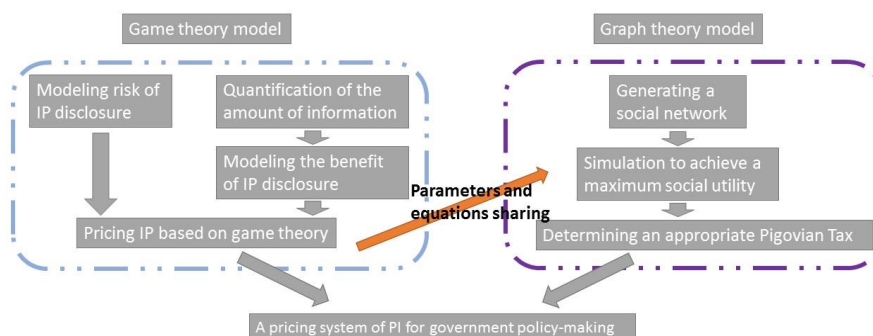 Game theory model
Graph theory model
Modeling risk of
IP disclosure
Quantification of the
amount of information
Modeling the benefit
of IP disclosure
Pricing IP based on game theory
Parameters and
equations sharing
Generating a
social network
Simulation to achieve a
maximum social utility
Determining an appropriate Pigovian Tax
A pricing system of PI for government policy-making